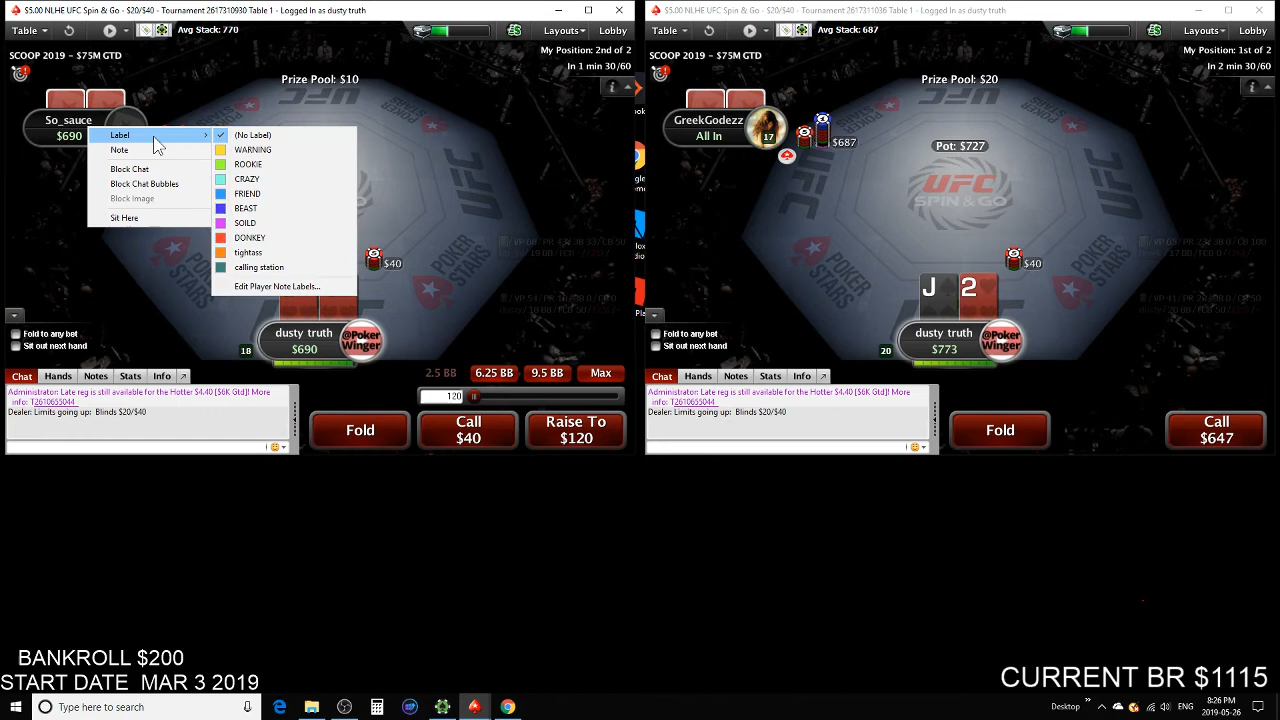 $5.00 NLHE UFC Spin & Go - $20/$40 - Tournament 2617310930 Table 1 - Logged In as dusty truth
Table
Avg Stack: 770
Layouts
Lobby
My Position: 2nd of 2
SCOOP 2019 - $75M GTD
In 1 min 30/60
Prize Pool: $10
UFC
So_sauce
$690
Label
Note
Block Chat
Block Chat Bubbles
Block Image
Sit Here
(No Label)
WARNING
ROOKIE
CRAZY
FRIEND
BEAST
SOILD
DONKEY
tightass
calling station
Edit Player Note Labels...
$40
Fold to any bet
Sit out next hand
dusty truth
$690
@Poker
Winger
18
2.5 BB
6.25 BB
9.5 BB
Max
120
Chat
Hands
Notes
Stats
Info
Administrator: Late reg is still available for the Hotter $4.40 [$6K Gtd]! More
info: T2610655044
Dealer: Limits going up: Blinds $20/$40
Fold
Call
$40
Raise To
$120
$5.00 NLHE UFC Spin & Go - $20/$40 - Tournament 2617311036 Table 1 - Logged In as dusty truth
Table
Avg Stack: 687
Layouts
Lobby
My Position: 1st of 2
SCOOP 2019 - $75M GTD
In 2 min 30/60
Prize Pool: $20
UFC
GreekGodezz
All In
17
$687
Pot: $727
UFC
SPIN & GO
$40
J
2
Fold to any bet
Sit out next hand
dusty truth
$773
@Poker
Winger
20
Chat
Hands
Notes
Stats
Info
Administrator: Late reg is still available for the Hotter $4.40 [$6K Gtd]! More
info: T2610655044
Dealer: Limits going up: Blinds $20/$40
Fold
Call
$647
BANKROLL $200
START DATE MAR 3 2019
CURRENT BR $1115
Type here to search
Desktop
ENG
8:26 PM
2019-05-26